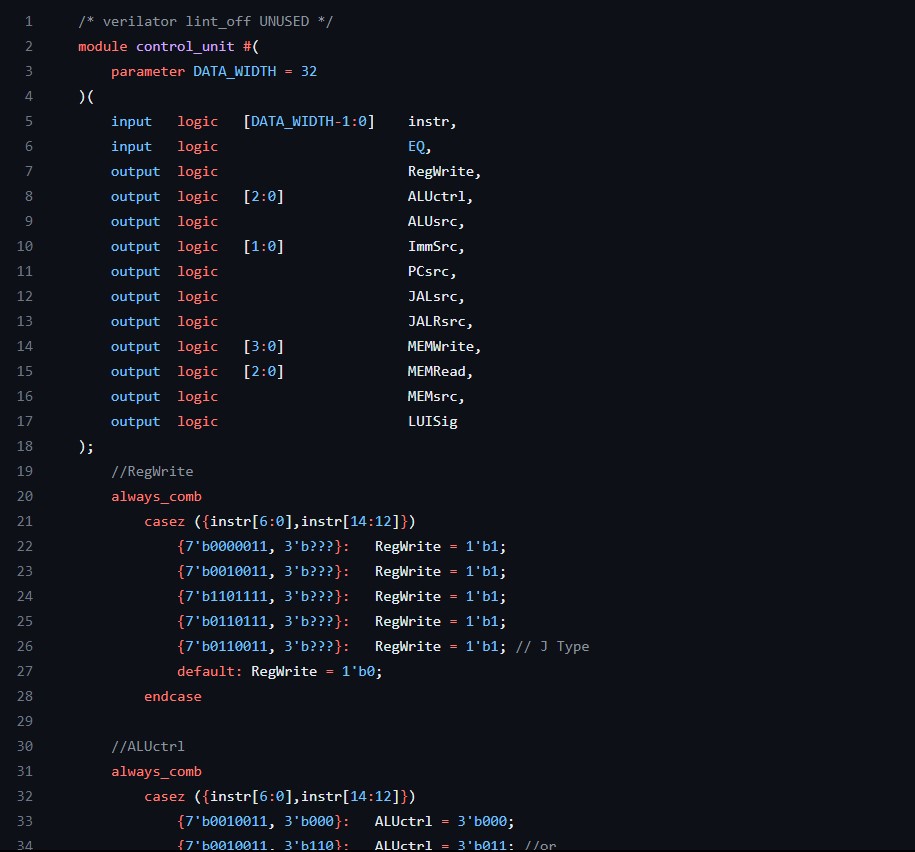 1 /* verilator lint_off UNUSED */
2 module control_unit #(
3 parameter DATA_WIDTH = 32
4 )(
5 input logic [DATA_WIDTH-1:0] instr,
6 input logic EQ,
7 output logic RegWrite,
8 output logic [2:0] ALUctrl,
9 output logic ALUsrc,
10 output logic [1:0] ImmSrc,
11 output logic PCsrc,
12 output logic JALsrc,
13 output logic JALRsrc,
14 output logic [3:0] MEMWrite,
15 output logic [2:0] MEMRead,
16 output logic MEMsrc,
17 output logic LUISig
18 );
19 //RegWrite
20 always_comb
21 casez ({instr[6:0],instr[14:12]})
22 {7'b0000011, 3'b???}: RegWrite = 1'b1;
23 {7'b0010011, 3'b???}: RegWrite = 1'b1;
24 {7'b1101111, 3'b???}: RegWrite = 1'b1;
25 {7'b0110111, 3'b???}: RegWrite = 1'b1;
26 {7'b0110011, 3'b???}: RegWrite = 1'b1; // J Type
27 default: RegWrite = 1'b0;
28 endcase
29
30 //ALUctrl
31 always_comb
32 casez ({instr[6:0],instr[14:12]})
33 {7'b0010011, 3'b000}: ALUctrl = 3'b000;
34 {7'b0010011, 3'b110}: ALUctrl = 3'b011; //or